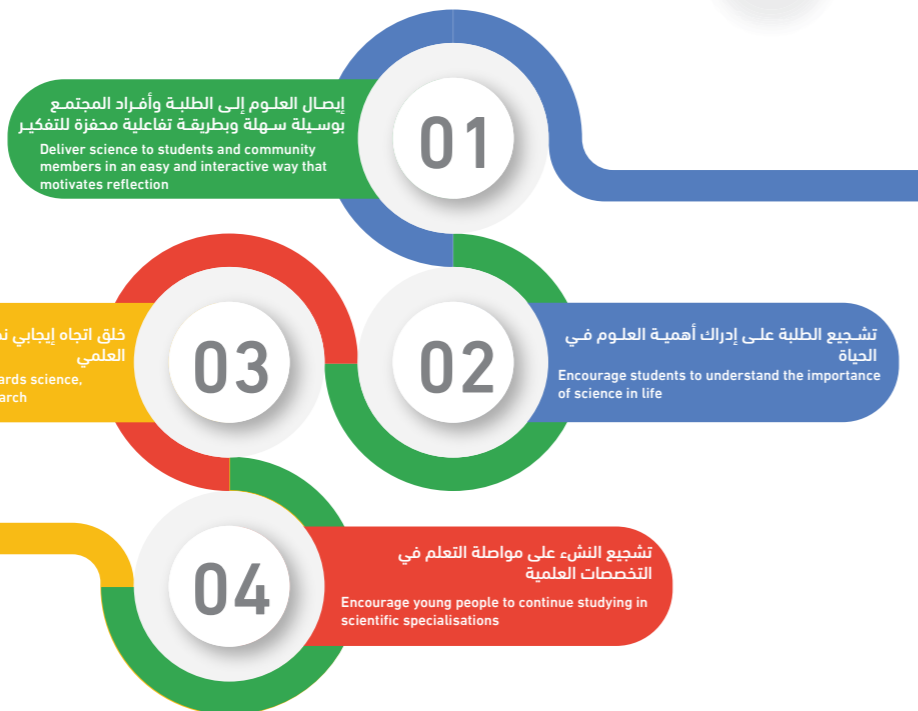 01
إيصال العلوم إلى الطلبة وأفراد المجتمع
بوسيلة سهلة وبطريقة تفاعلية محفزة للتفكير
Deliver science to students and community
members in an easy and interactive way that
motivates reflection
02
تشجيع الطلبة على إدراك أهمية العلوم في
الحياة
Encourage students to understand the importance
of science in life
03
خلق اتجاه إيجابي
العلمي
science,
04
تشجيع النشء على مواصلة التعلم في
التخصصات العلمية
Encourage young people to continue studying in
scientific specialisations